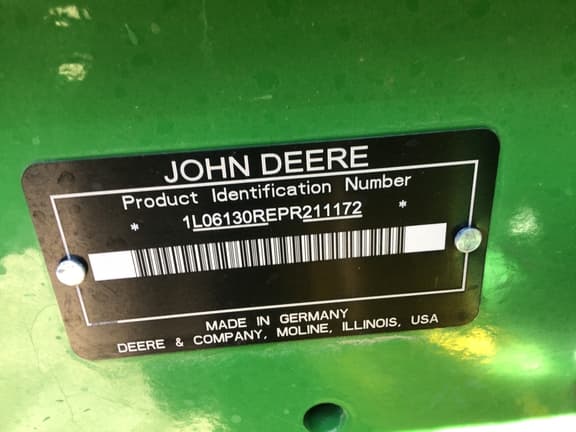 JOHN DEERE
Product Identification Number
* 1L06130REPR211172 *
MADE IN GERMANY
DEERE & COMPANY, MOLINE, ILLINOIS, USA